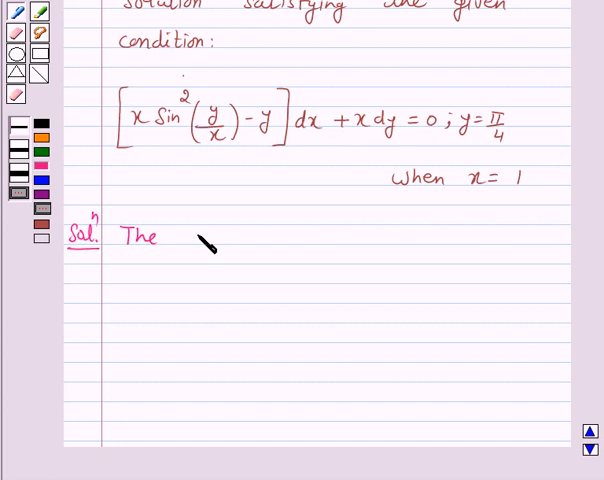 solution satisfying the given
condition:
[x sin²(y/x) - y] dx + x dy = 0 ; y = π/4
when x = 1
Solⁿ. The